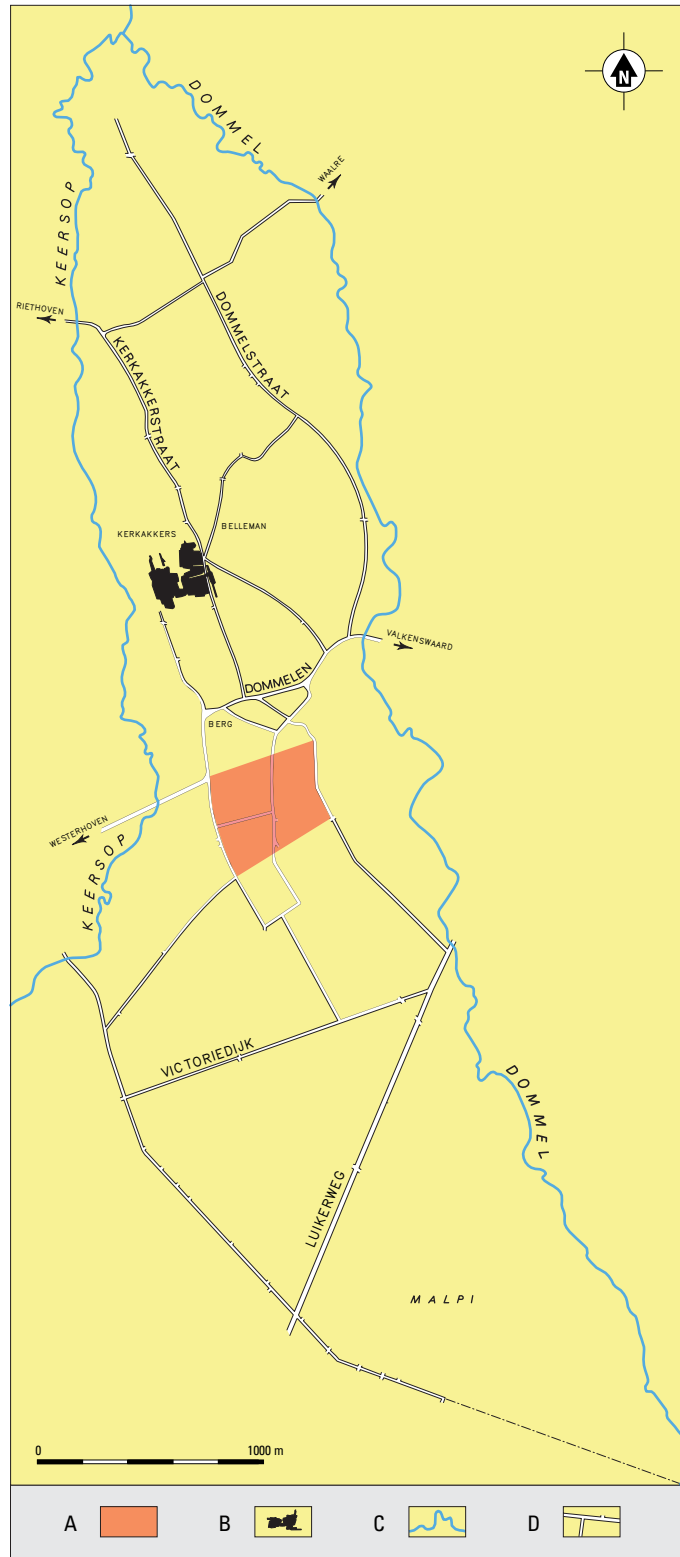 N
DOMMEL
WAALRE
KEERSOP
RIETHOVEN
DOMMELSTRAAT
KERKAKKERSTRAAT
BELLEMAN
KERKAKKERS
VALKENSWAARD
DOMMELEN
BERG
WESTERHOVEN
KEERSOP
VICTORIEDIJK
DOMMEL
LUIKERWEG
MALPI
0 1000 m
A B C D